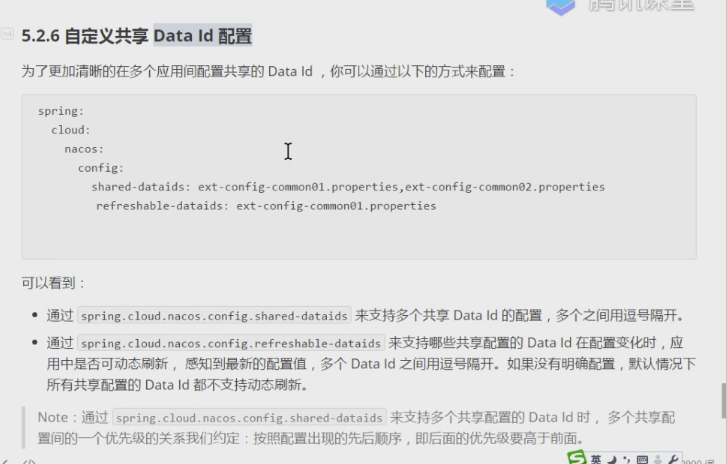 腾讯课堂
5.2.6 自定义共享 Data Id 配置
为了更加清晰的在多个应用间配置共享的 Data Id ，你可以通过以下的方式来配置：
spring:
  cloud:
    nacos:
      config:
        shared-dataids: ext-config-common01.properties,ext-config-common02.properties
        refreshable-dataids: ext-config-common01.properties
可以看到：
通过 spring.cloud.nacos.config.shared-dataids 来支持多个共享 Data Id 的配置，多个之间用逗号隔开。
通过 spring.cloud.nacos.config.refreshable-dataids 来支持哪些共享配置的 Data Id 在配置变化时，应
用中是否可动态刷新， 感知到最新的配置值，多个 Data Id 之间用逗号隔开。如果没有明确配置，默认情况下
所有共享配置的 Data Id 都不支持动态刷新。
Note：通过 spring.cloud.nacos.config.shared-dataids 来支持多个共享配置的 Data Id 时， 多个共享配
置间的一个优先级的关系我们约定：按照配置出现的先后顺序，即后面的优先级要高于前面。
英